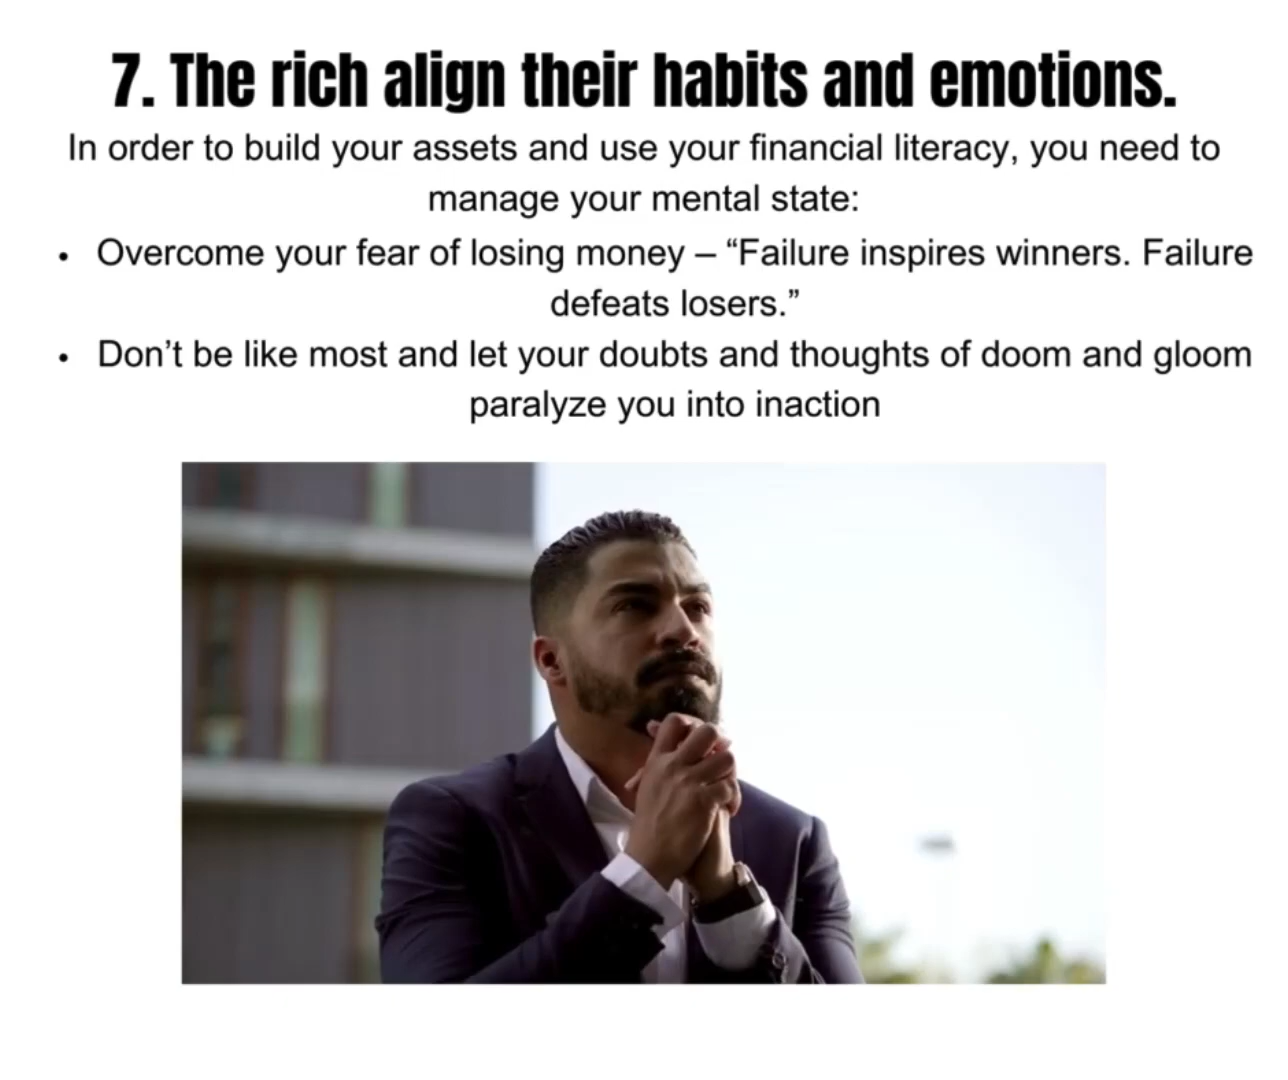 7. The rich align their habits and emotions.
In order to build your assets and use your financial literacy, you need to
manage your mental state:
• Overcome your fear of losing money – “Failure inspires winners. Failure
defeats losers.”
• Don’t be like most and let your doubts and thoughts of doom and gloom
paralyze you into inaction